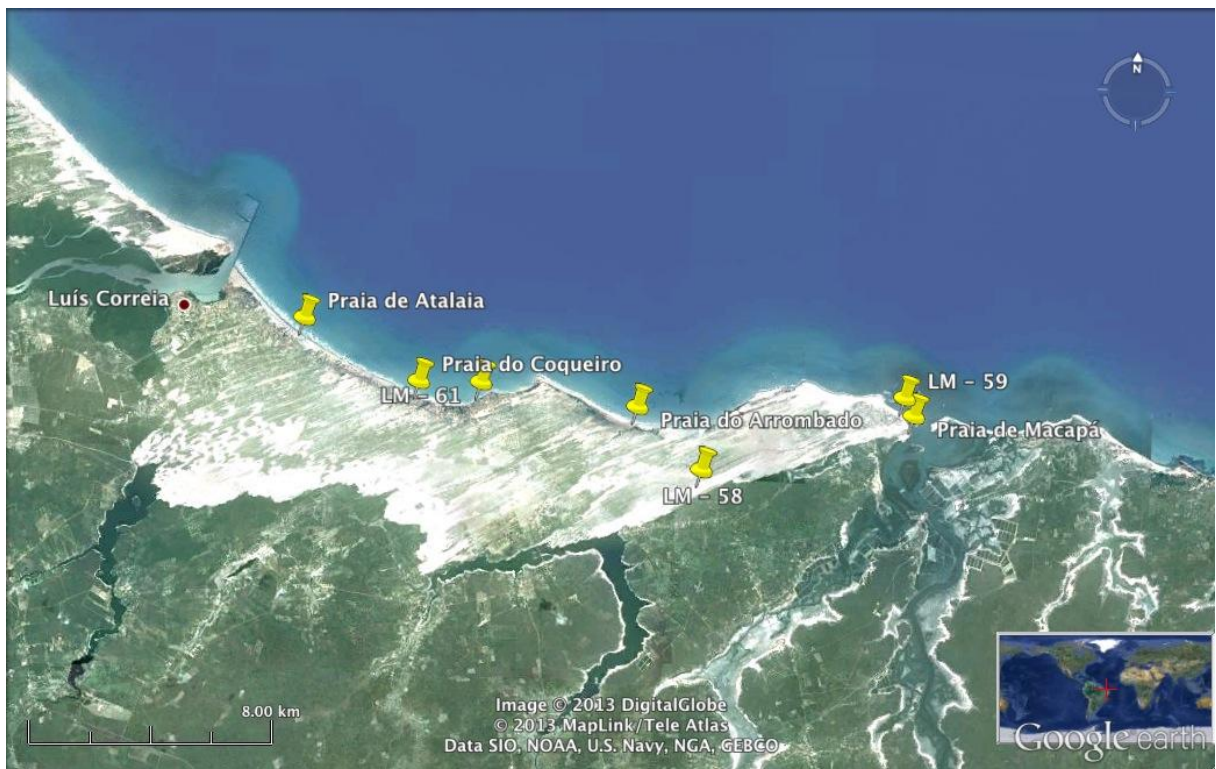 N
Luís Correia
Praia de Atalaia
Praia do Coqueiro
LM - 61
LM - 59
Praia do Arrombado
Praia de Macapá
LM - 58
8.00 km
Image © 2013 DigitalGlobe
© 2013 MapLink/Tele Atlas
Data SIO, NOAA, U.S. Navy, NGA, GEBCO
Google earth